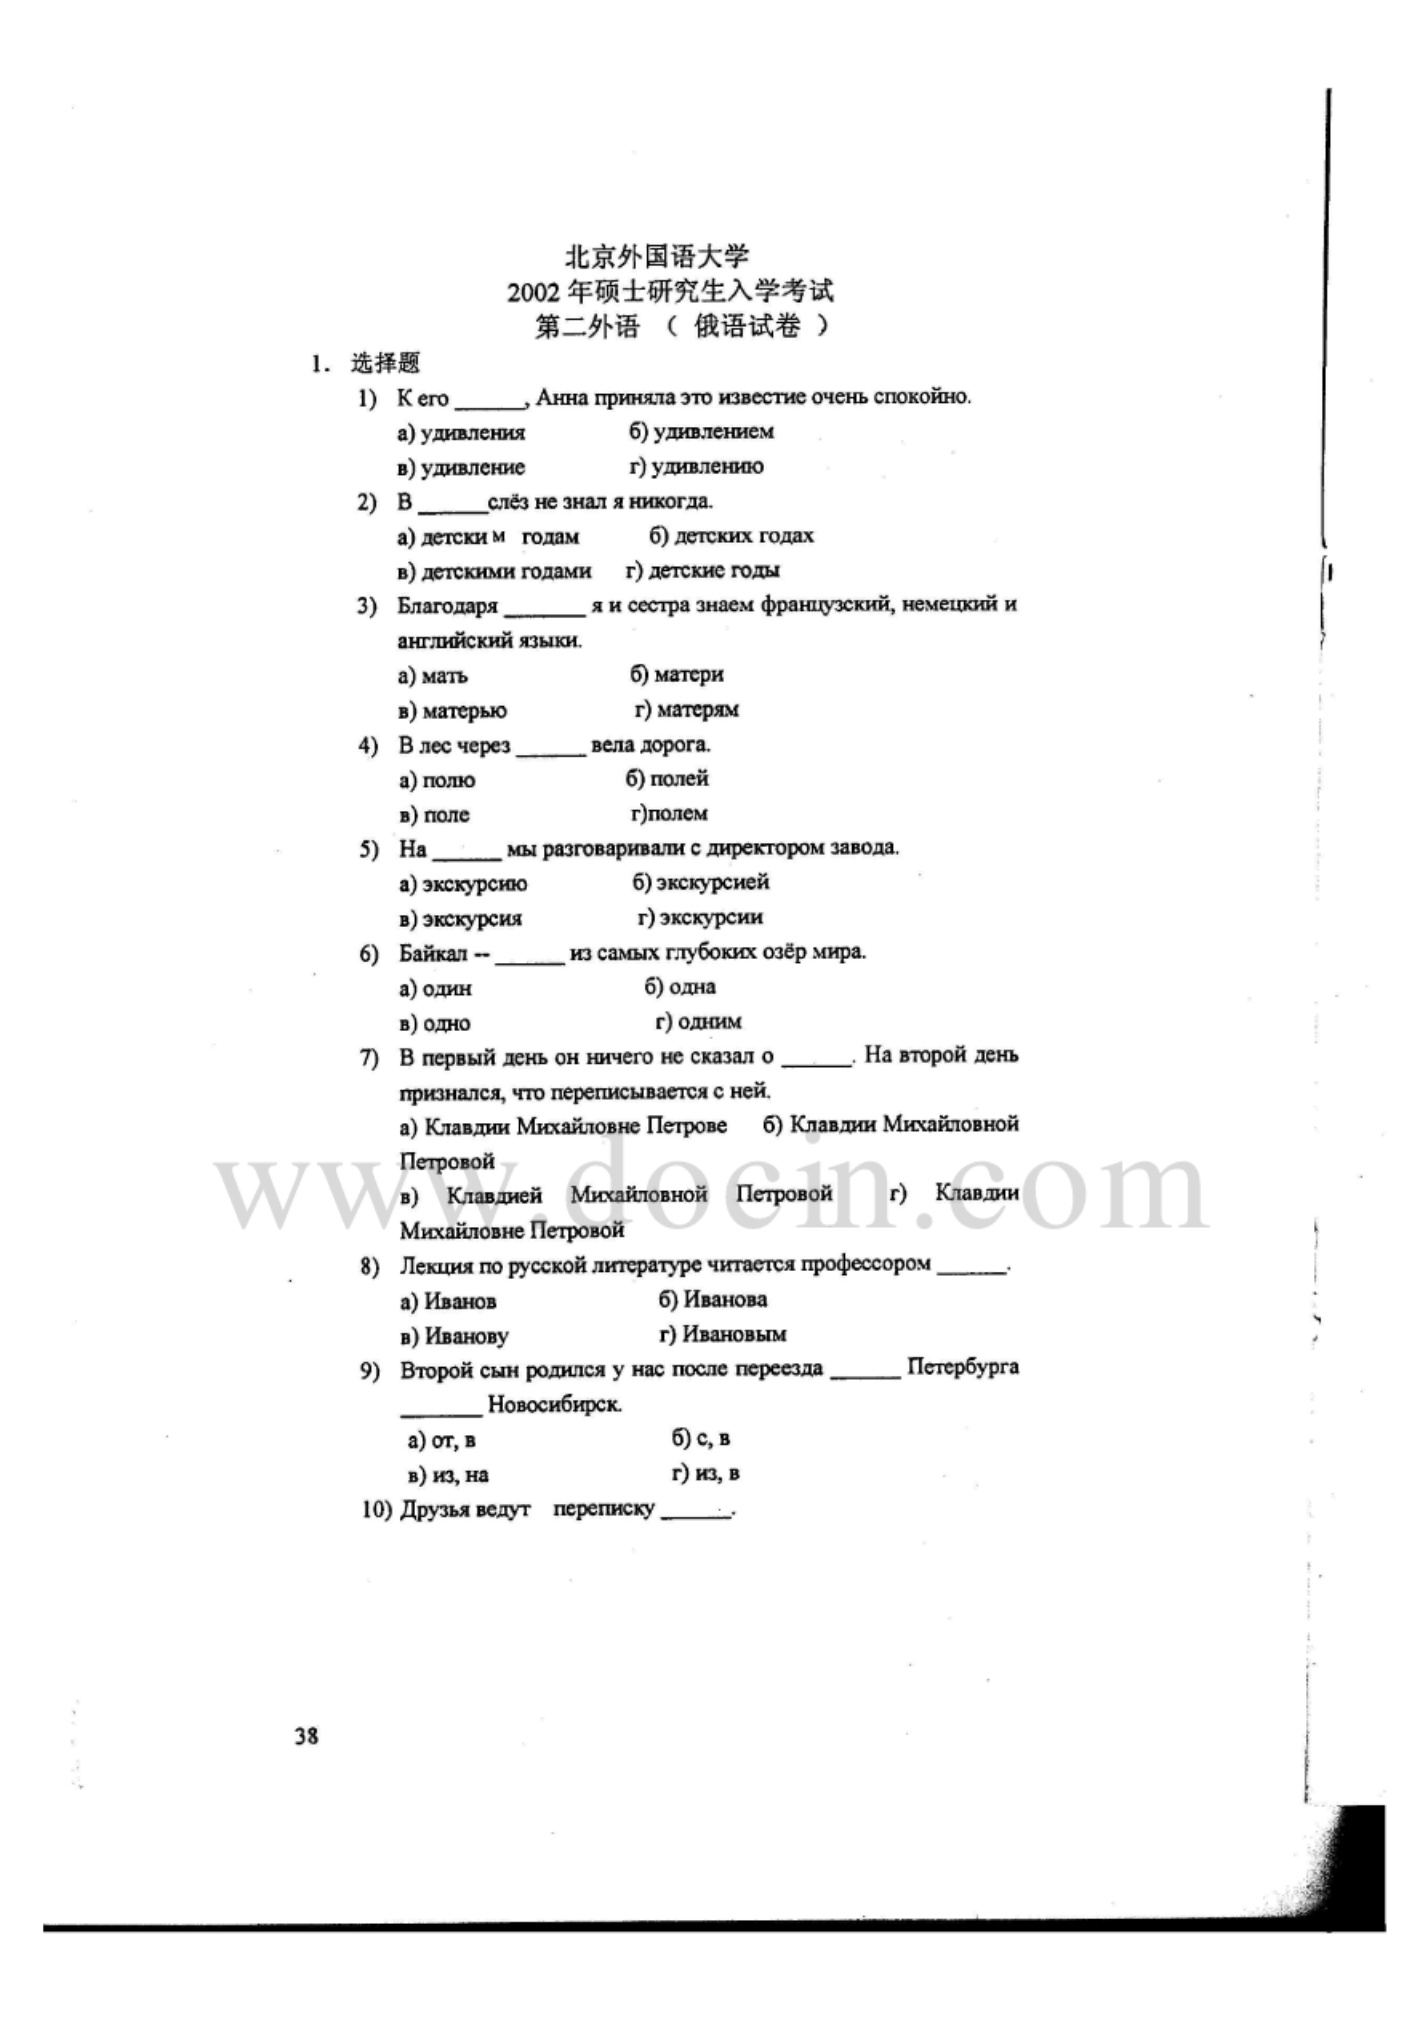 北京外国语大学
2002 年硕士研究生入学考试
第二外语 （ 俄语试卷 ）
1. 选择题
1) К его ______, Анна приняла это известие очень спокойно.
а) удивления б) удивлением
в) удивление г) удивлению
2) В ______слёз не знал я никогда.
а) детским годам б) детских годах
в) детскими годами г) детские годы
3) Благодаря _______ я и сестра знаем французский, немецкий и
английский языки.
а) мать б) матери
в) матерью г) матерям
4) В лес через ______ вела дорога.
а) полю б) полей
в) поле г)полем
5) На ______ мы разговаривали с директором завода.
а) экскурсию б) экскурсией
в) экскурсия г) экскурсии
6) Байкал -- ______ из самых глубоких озёр мира.
а) один б) одна
в) одно г) одним
7) В первый день он ничего не сказал о ______. На второй день
признался, что переписывается с ней.
а) Клавдии Михайловне Петрове б) Клавдии Михайловной
Петровой
в) Клавдией Михайловной Петровой г) Клавдии
Михайловне Петровой
www.docin.com
8) Лекция по русской литературе читается профессором ______.
а) Иванов б) Иванова
в) Иванову г) Ивановым
9) Второй сын родился у нас после переезда ______ Петербурга
_______ Новосибирск.
а) от, в б) с, в
в) из, на г) из, в
10) Друзья ведут переписку ______.
38